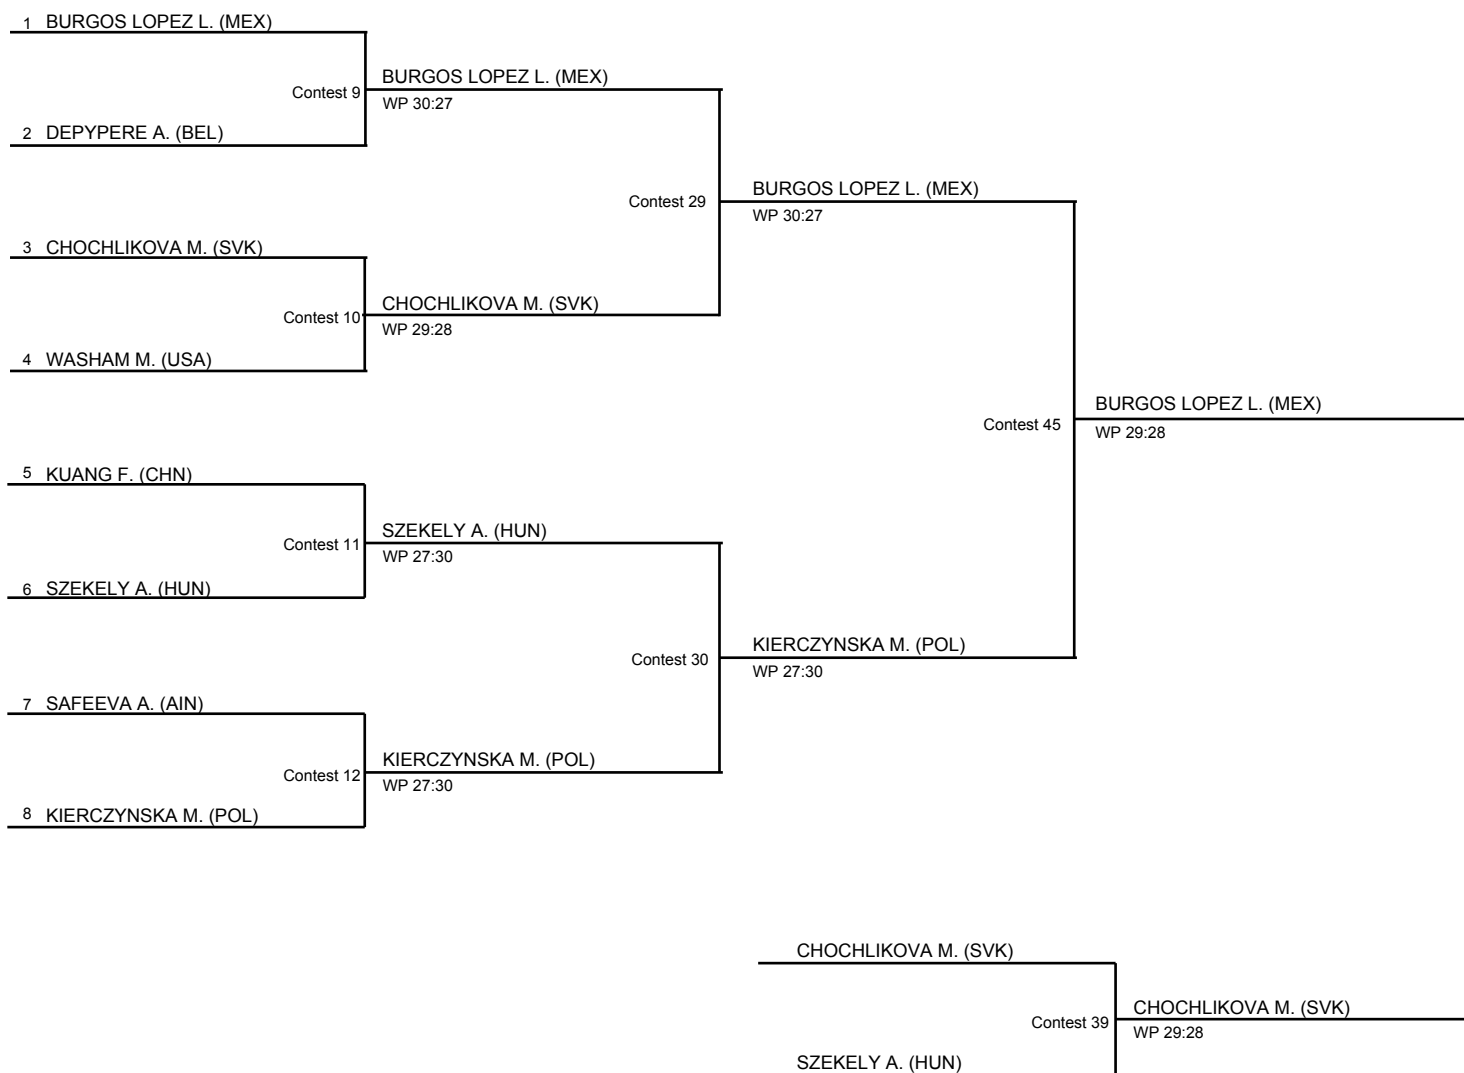 1 BURGOS LOPEZ L. (MEX)
Contest 9
BURGOS LOPEZ L. (MEX)
WP 30:27
2 DEPYPERE A. (BEL)
Contest 29
BURGOS LOPEZ L. (MEX)
WP 30:27
3 CHOCHLIKOVA M. (SVK)
Contest 10
CHOCHLIKOVA M. (SVK)
WP 29:28
4 WASHAM M. (USA)
Contest 45
BURGOS LOPEZ L. (MEX)
WP 29:28
5 KUANG F. (CHN)
Contest 11
SZEKELY A. (HUN)
WP 27:30
6 SZEKELY A. (HUN)
Contest 30
KIERCZYNSKA M. (POL)
WP 27:30
7 SAFEEVA A. (AIN)
Contest 12
KIERCZYNSKA M. (POL)
WP 27:30
8 KIERCZYNSKA M. (POL)
CHOCHLIKOVA M. (SVK)
Contest 39
CHOCHLIKOVA M. (SVK)
WP 29:28
SZEKELY A. (HUN)